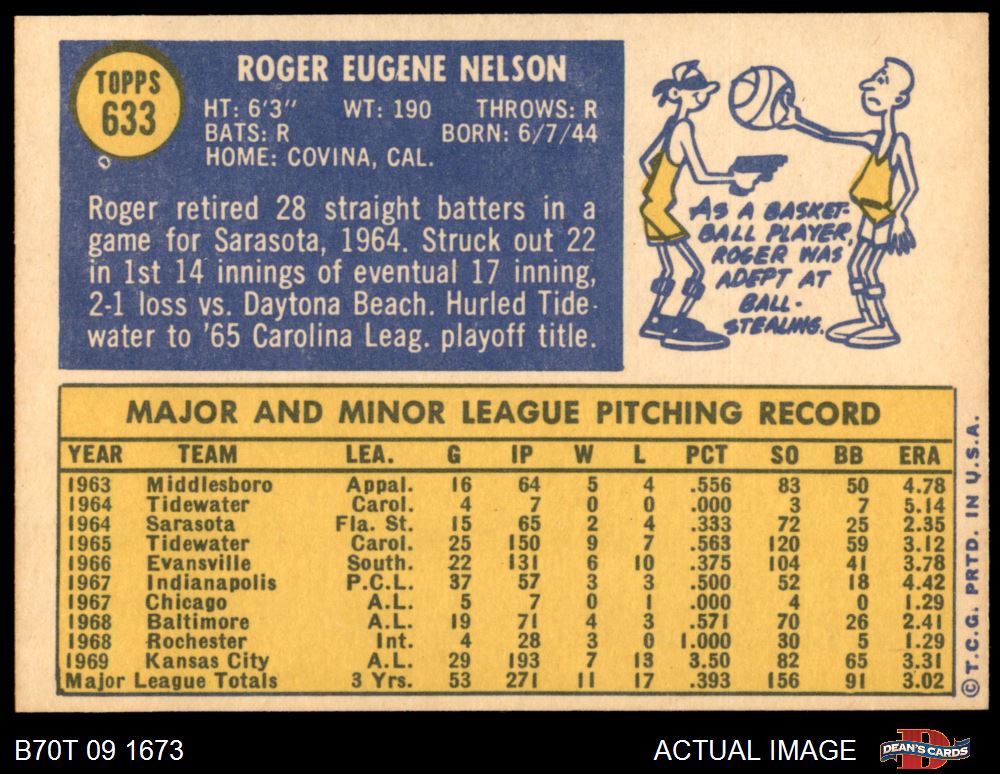 TOPPS
633
ROGER EUGENE NELSON
HT: 6'3" WT: 190 THROWS: R
BATS: R BORN: 6/7/44
HOME: COVINA, CAL.
Roger retired 28 straight batters in a
game for Sarasota, 1964. Struck out 22
in 1st 14 innings of eventual 17 inning,
2-1 loss vs. Daytona Beach. Hurled Tide-
water to '65 Carolina Leag. playoff title.
AS A BASKET-
BALL PLAYER,
ROGER WAS
ADEPT AT
BALL-
STEALING.
MAJOR AND MINOR LEAGUE PITCHING RECORD
YEAR TEAM LEA. G IP W L PCT SO BB ERA
1963 Middlesboro Appal. 16 64 5 4 .556 83 50 4.78
1964 Tidewater Carol. 4 7 0 0 .000 3 7 5.14
1964 Sarasota Fla. St. 15 65 2 4 .333 72 25 2.35
1965 Tidewater Carol. 25 150 9 7 .563 120 59 3.12
1966 Evansville South. 22 131 6 10 .375 104 41 3.78
1967 Indianapolis P.C.L. 37 57 3 3 .500 52 18 4.42
1967 Chicago A.L. 5 7 0 1 .000 4 0 1.29
1968 Baltimore A.L. 19 71 4 3 .571 70 26 2.41
1968 Rochester Int. 4 28 3 0 1.000 30 5 1.29
1969 Kansas City A.L. 29 193 7 13 3.50 82 65 3.31
Major League Totals 3 Yrs. 53 271 11 17 .393 156 91 3.02
© T.C.G. PRTD. IN U.S.A.
B70T 09 1673
ACTUAL IMAGE
D
DEAN'S CARDS